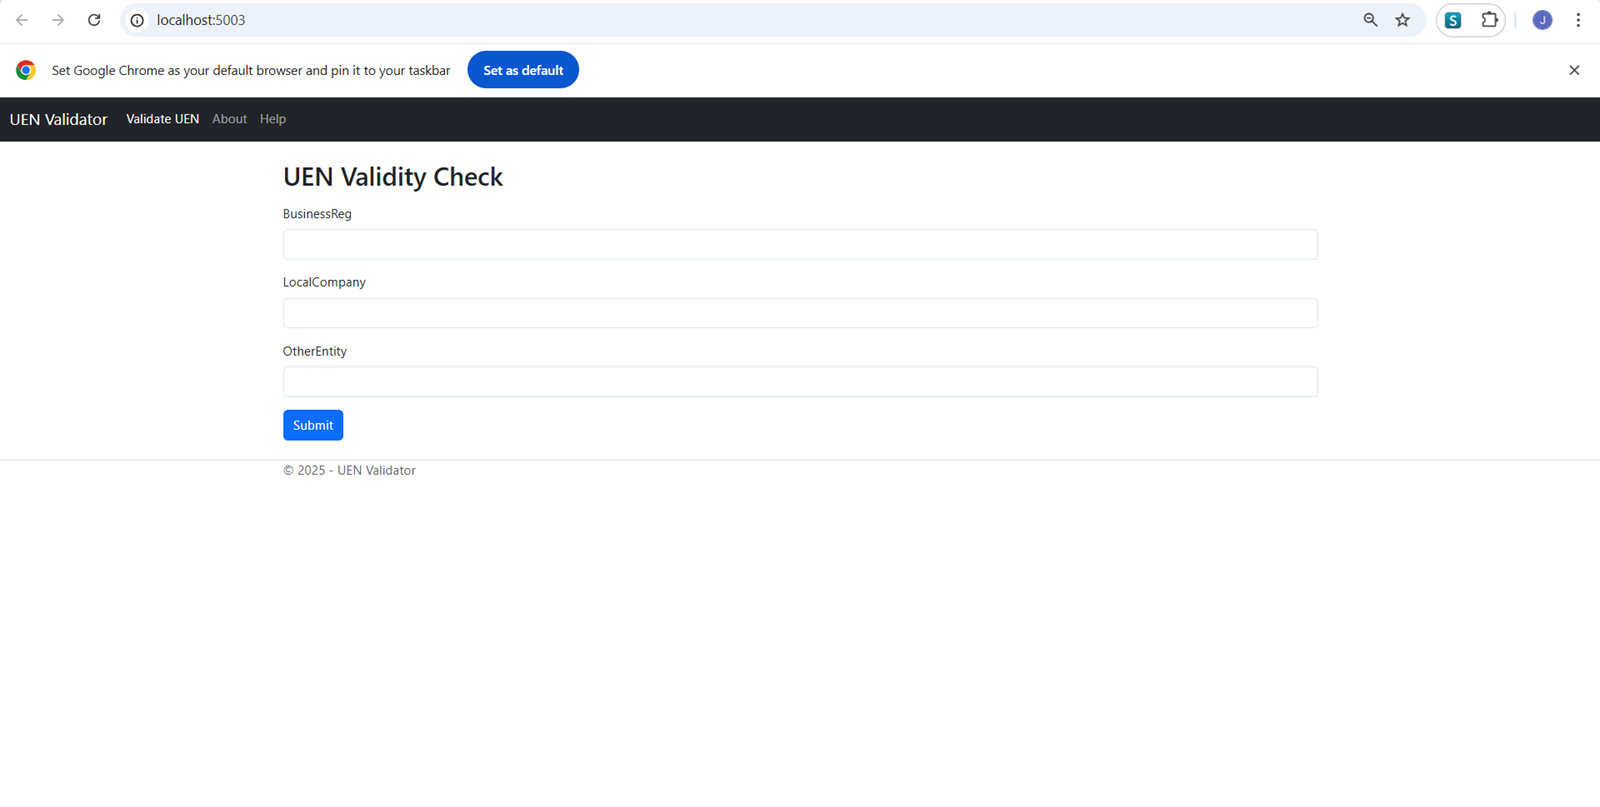 localhost:5003
S
J
Set Google Chrome as your default browser and pin it to your taskbar Set as default
UEN Validator Validate UEN About Help
UEN Validity Check
BusinessReg
LocalCompany
OtherEntity
Submit
© 2025 - UEN Validator